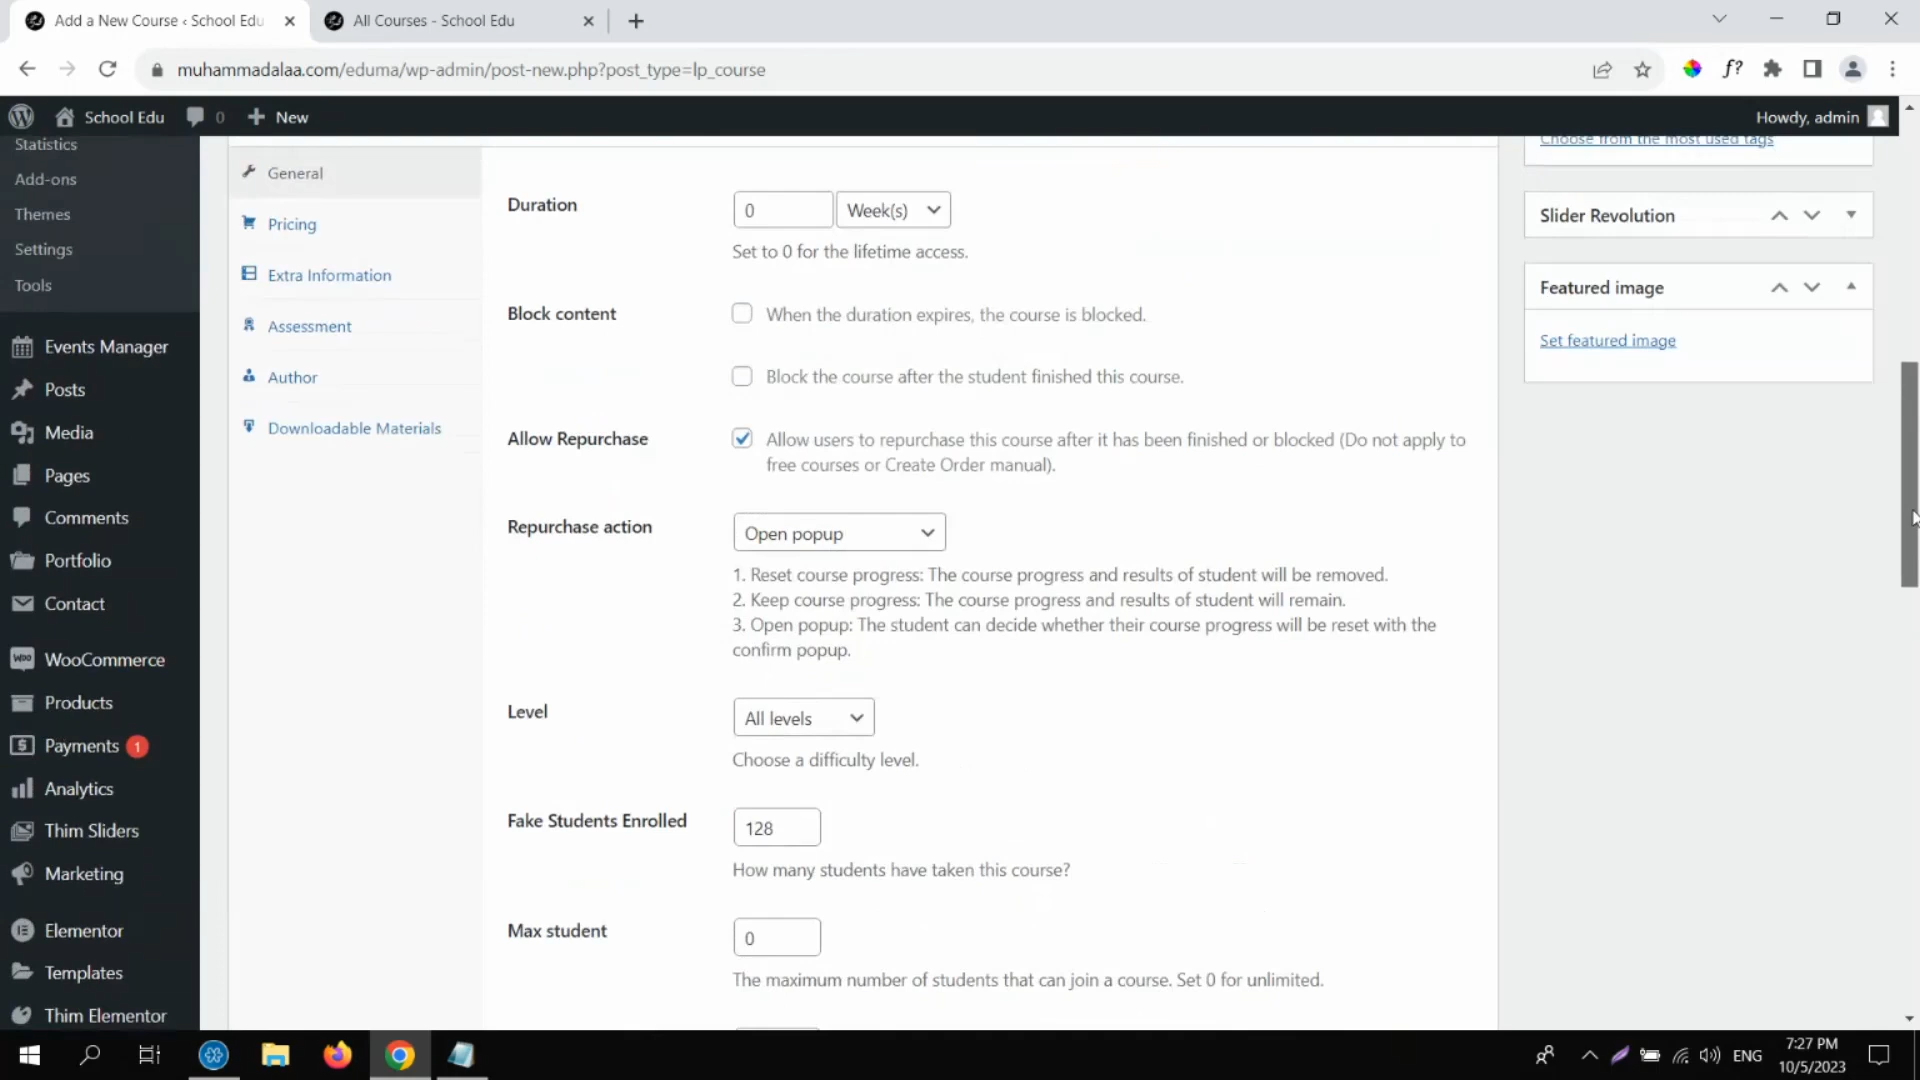 Add a New Course ‹ School Edu
All Courses - School Edu
muhammadalaa.com/eduma/wp-admin/post-new.php?post_type=lp_course
f?
School Edu
0
New
Howdy, admin
Statistics
Add-ons
Themes
Settings
Tools
Events Manager
Posts
Media
Pages
Comments
Portfolio
Contact
WooCommerce
Products
Payments 1
Analytics
Thim Sliders
Marketing
Elementor
Templates
Thim Elementor
General
Pricing
Extra Information
Assessment
Author
Downloadable Materials
Duration
0
Week(s)
Set to 0 for the lifetime access.
Block content
When the duration expires, the course is blocked.
Block the course after the student finished this course.
Allow Repurchase
Allow users to repurchase this course after it has been finished or blocked (Do not apply to
free courses or Create Order manual).
Repurchase action
Open popup
1. Reset course progress: The course progress and results of student will be removed.
2. Keep course progress: The course progress and results of student will remain.
3. Open popup: The student can decide whether their course progress will be reset with the
confirm popup.
Level
All levels
Choose a difficulty level.
Fake Students Enrolled
128
How many students have taken this course?
Max student
0
The maximum number of students that can join a course. Set 0 for unlimited.
Choose from the most used tags
Slider Revolution
Featured image
Set featured image
ENG
7:27 PM
10/5/2023